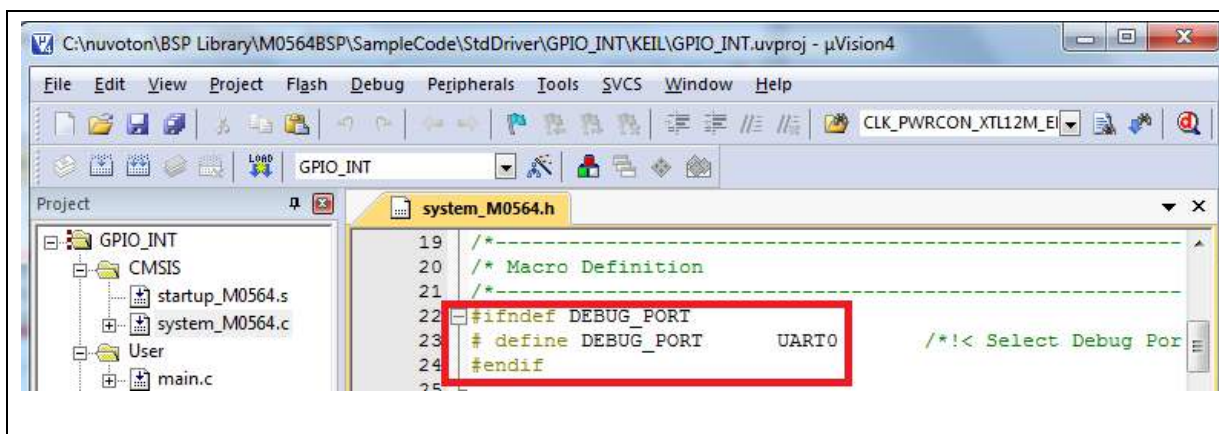 C:\nuvoton\BSP Library\M0564BSP\SampleCode\StdDriver\GPIO_INT\KEIL\GPIO_INT.uvproj - µVision4
File Edit View Project Flash Debug Peripherals Tools SVCS Window Help
CLK_PWRCON_XTL12M_E
LOAD GPIO_INT
Project
system_M0564.h
GPIO_INT
CMSIS
startup_M0564.s
system_M0564.c
User
main.c
19 /*---------------------------------------------------------
20 /* Macro Definition
21 /*---------------------------------------------------------
22 #ifndef DEBUG_PORT
23 # define DEBUG_PORT UART0 /*!< Select Debug Por
24 #endif
25